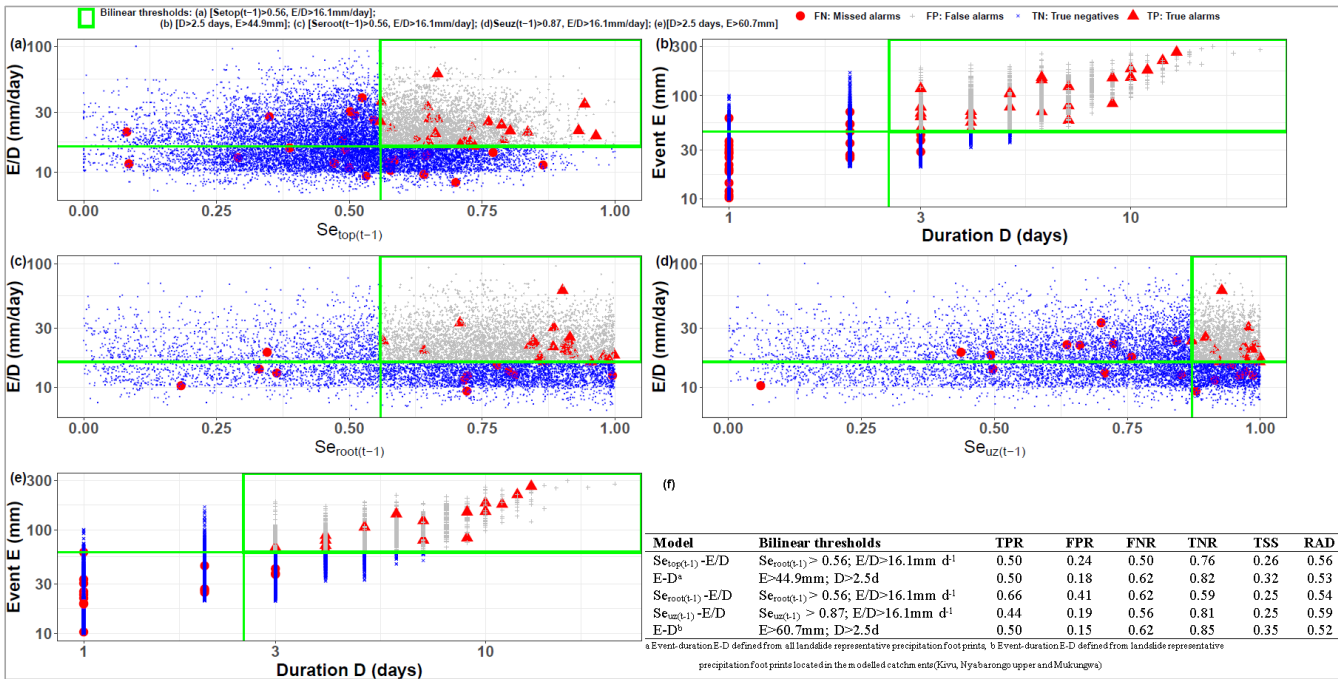 Bilinear thresholds: (a) [Setop(t−1)>0.56, E/D>16.1mm/day];
(b) [D>2.5 days, E>44.9mm]; (c) [Seroot(t−1)>0.56, E/D>16.1mm/day]; (d)Seuz(t−1)>0.87, E/D>16.1mm/day]; (e)[D>2.5 days, E>60.7mm]
FN: Missed alarms FP: False alarms TN: True negatives TP: True alarms
(a)
E/D (mm/day)
100
30
10
0.00 0.25 0.50 0.75 1.00
Se top(t−1)
(b)
Event E (mm)
300
100
30
10
1 3 10
Duration D (days)
(c)
E/D (mm/day)
100
30
10
0.00 0.25 0.50 0.75 1.00
Se root(t−1)
(d)
E/D (mm/day)
100
30
10
0.00 0.25 0.50 0.75 1.00
Se uz(t−1)
(e)
Event E (mm)
300
100
30
10
1 3 10
Duration D (days)
(f)
Model Bilinear thresholds TPR FPR FNR TNR TSS RAD
Se top(t-1) -E/D Se root(t-1) > 0.56; E/D>16.1mm d-1 0.50 0.24 0.50 0.76 0.26 0.56
E-D a E>44.9mm; D>2.5d 0.50 0.18 0.62 0.82 0.32 0.53
Se root(t-1) -E/D Se root(t-1) > 0.56; E/D>16.1mm d-1 0.66 0.41 0.62 0.59 0.25 0.54
Se uz(t-1) -E/D Se uz(t-1) > 0.87; E/D>16.1mm d-1 0.44 0.19 0.56 0.81 0.25 0.59
E-D b E>60.7mm; D>2.5d 0.50 0.15 0.62 0.85 0.35 0.52
a Event-duration E-D defined from all landslide representative precipitation foot prints, b Event-duration E-D defined from landslide representative
precipitation foot prints located in the modelled catchments(Kivu, Nyabarongo upper and Mukungwa)